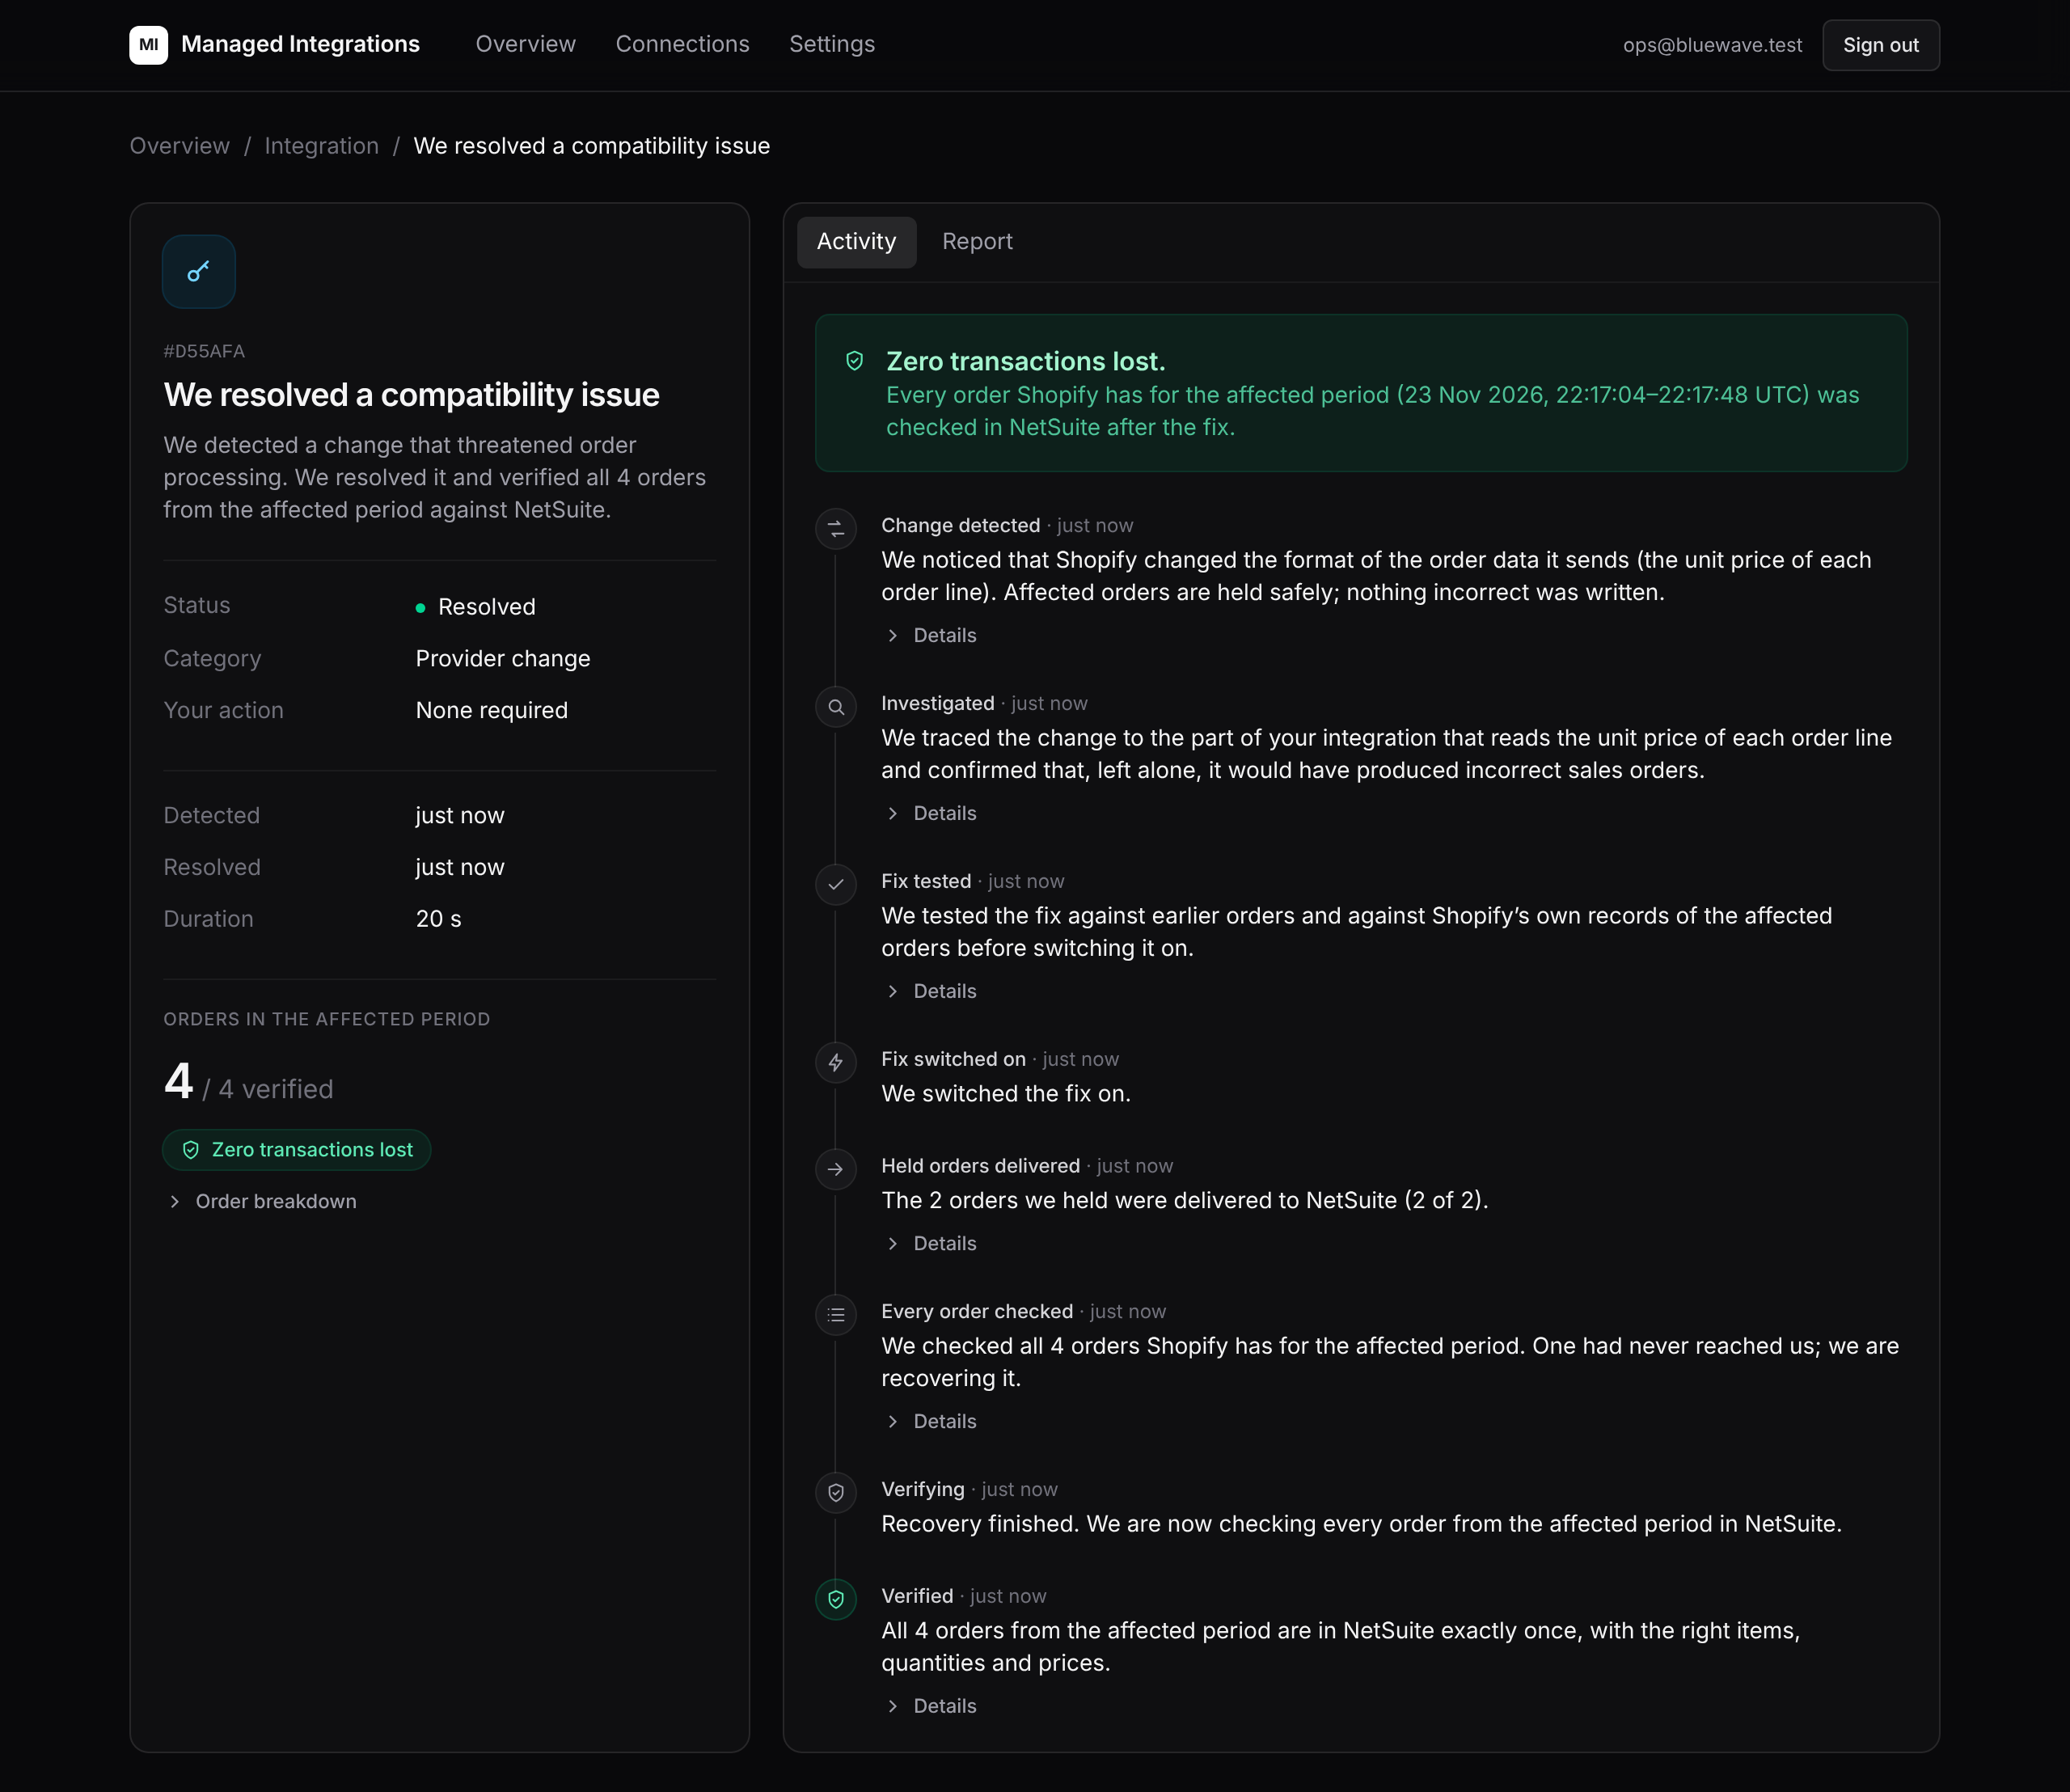 MI Managed Integrations Overview Connections Settings ops@bluewave.test Sign out
Overview / Integration / We resolved a compatibility issue
#D55AFA
We resolved a compatibility issue
We detected a change that threatened order
processing. We resolved it and verified all 4 orders
from the affected period against NetSuite.
Status Resolved
Category Provider change
Your action None required
Detected just now
Resolved just now
Duration 20 s
ORDERS IN THE AFFECTED PERIOD
4 / 4 verified
Zero transactions lost
Order breakdown
Activity Report
Zero transactions lost.
Every order Shopify has for the affected period (23 Nov 2026, 22:17:04–22:17:48 UTC) was
checked in NetSuite after the fix.
Change detected · just now
We noticed that Shopify changed the format of the order data it sends (the unit price of each
order line). Affected orders are held safely; nothing incorrect was written.
Details
Investigated · just now
We traced the change to the part of your integration that reads the unit price of each order line
and confirmed that, left alone, it would have produced incorrect sales orders.
Details
Fix tested · just now
We tested the fix against earlier orders and against Shopify’s own records of the affected
orders before switching it on.
Details
Fix switched on · just now
We switched the fix on.
Held orders delivered · just now
The 2 orders we held were delivered to NetSuite (2 of 2).
Details
Every order checked · just now
We checked all 4 orders Shopify has for the affected period. One had never reached us; we are
recovering it.
Details
Verifying · just now
Recovery finished. We are now checking every order from the affected period in NetSuite.
Verified · just now
All 4 orders from the affected period are in NetSuite exactly once, with the right items,
quantities and prices.
Details